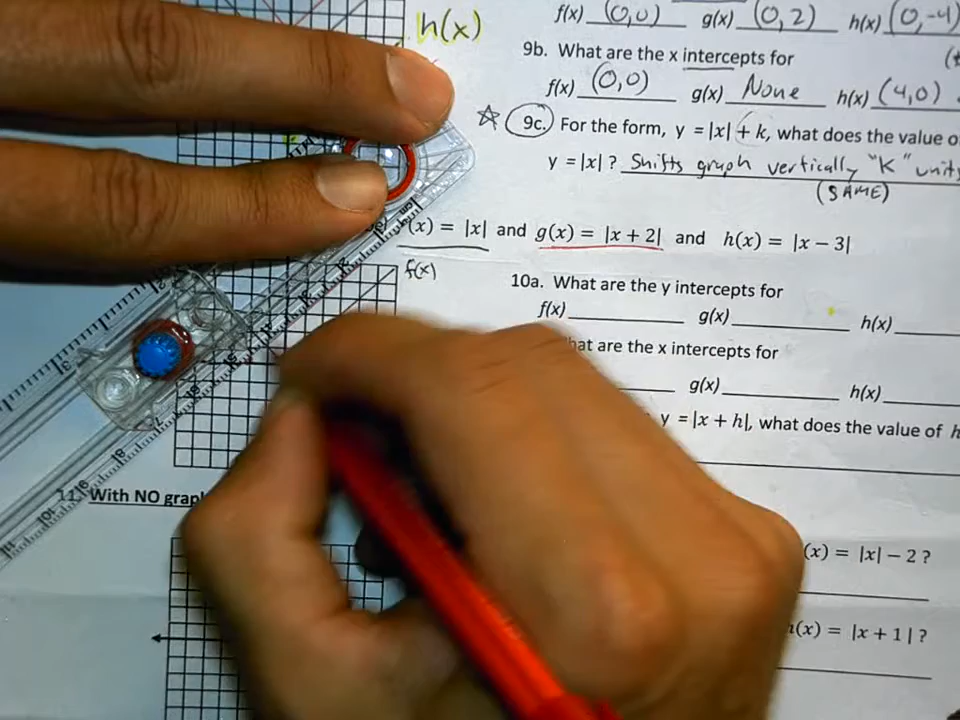 h(x)
f(x) (0,0) g(x) (0,2) h(x) (0,-4)
9b. What are the x intercepts for
f(x) (0,0) g(x) None h(x) (4,0)
9c. For the form, y = |x| + k, what does the value o
y = |x| ? Shifts graph vertically "K" units
(SAME)
(x) = |x| and g(x) = |x + 2| and h(x) = |x − 3|
f(x)
10a. What are the y intercepts for
f(x) g(x) h(x)
hat are the x intercepts for
g(x) h(x)
y = |x + h|, what does the value of h
11. With NO grap
(x) = |x| − 2 ?
(x) = |x + 1| ?